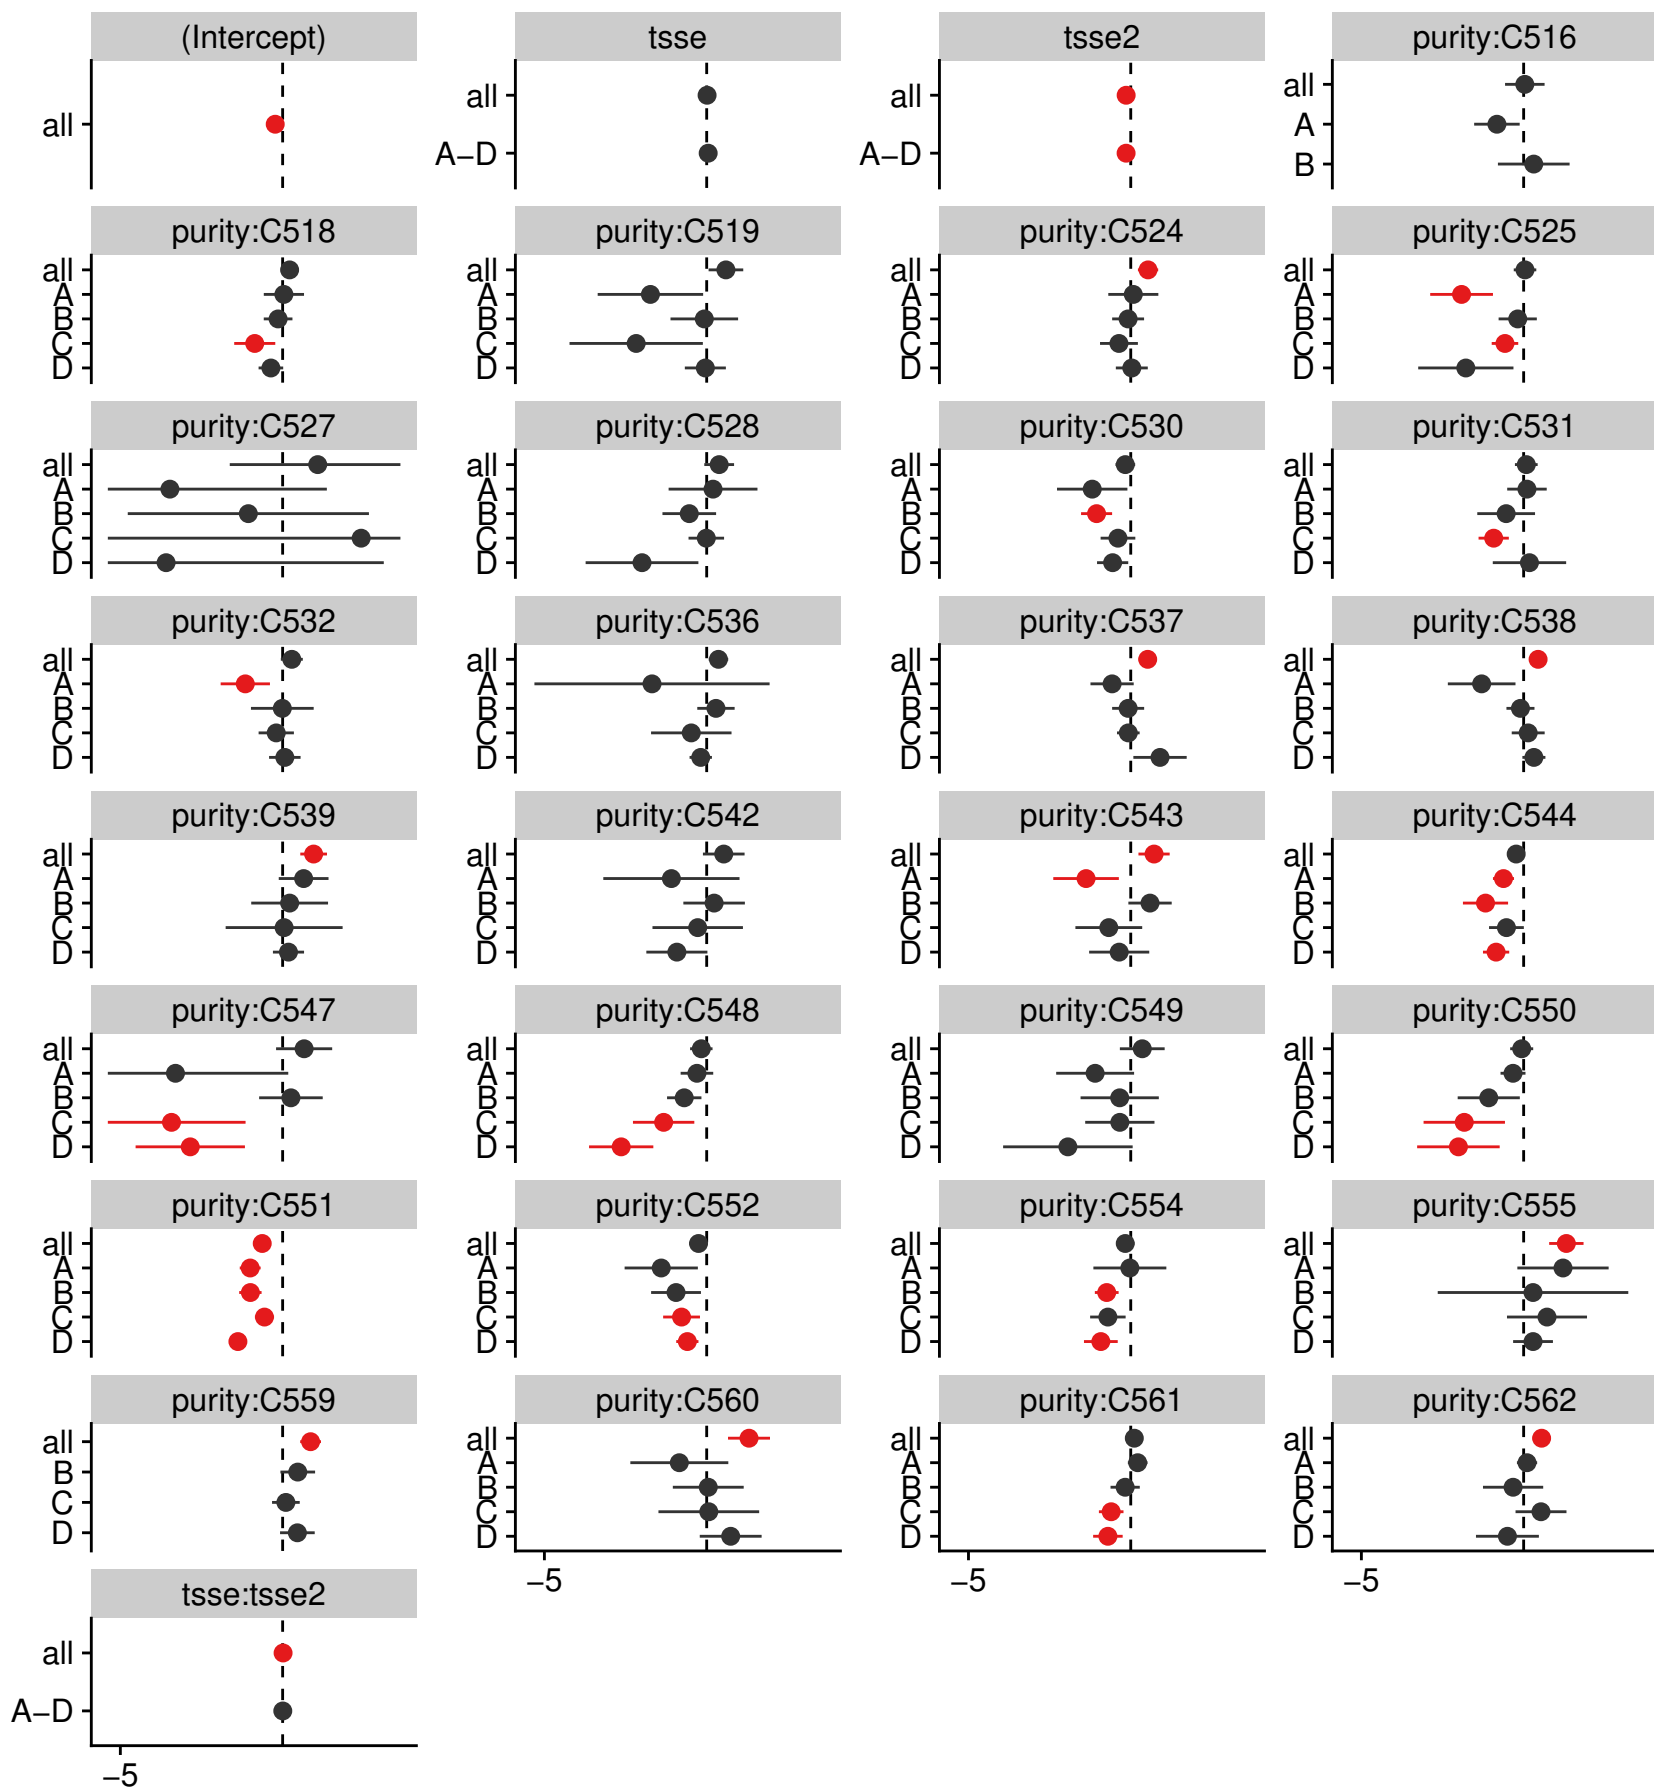 (Intercept)
tsse
tsse2
purity:C516
all
all
A−D
all
A−D
all
A
B
purity:C518
purity:C519
purity:C524
purity:C525
all
A
B
C
D
all
A
B
C
D
all
A
B
C
D
all
A
B
C
D
purity:C527
purity:C528
purity:C530
purity:C531
all
A
B
C
D
all
A
B
C
D
all
A
B
C
D
all
A
B
C
D
purity:C532
purity:C536
purity:C537
purity:C538
all
A
B
C
D
all
A
B
C
D
all
A
B
C
D
all
A
B
C
D
purity:C539
purity:C542
purity:C543
purity:C544
all
A
B
C
D
all
A
B
C
D
all
A
B
C
D
all
A
B
C
D
purity:C547
purity:C548
purity:C549
purity:C550
all
A
B
C
D
all
A
B
C
D
all
A
B
C
D
all
A
B
C
D
purity:C551
purity:C552
purity:C554
purity:C555
all
A
B
C
D
all
A
B
C
D
all
A
B
C
D
all
A
B
C
D
purity:C559
purity:C560
purity:C561
purity:C562
all
B
C
D
all
A
B
C
D
all
A
B
C
D
all
A
B
C
D
−5
−5
−5
tsse:tsse2
all
A−D
−5